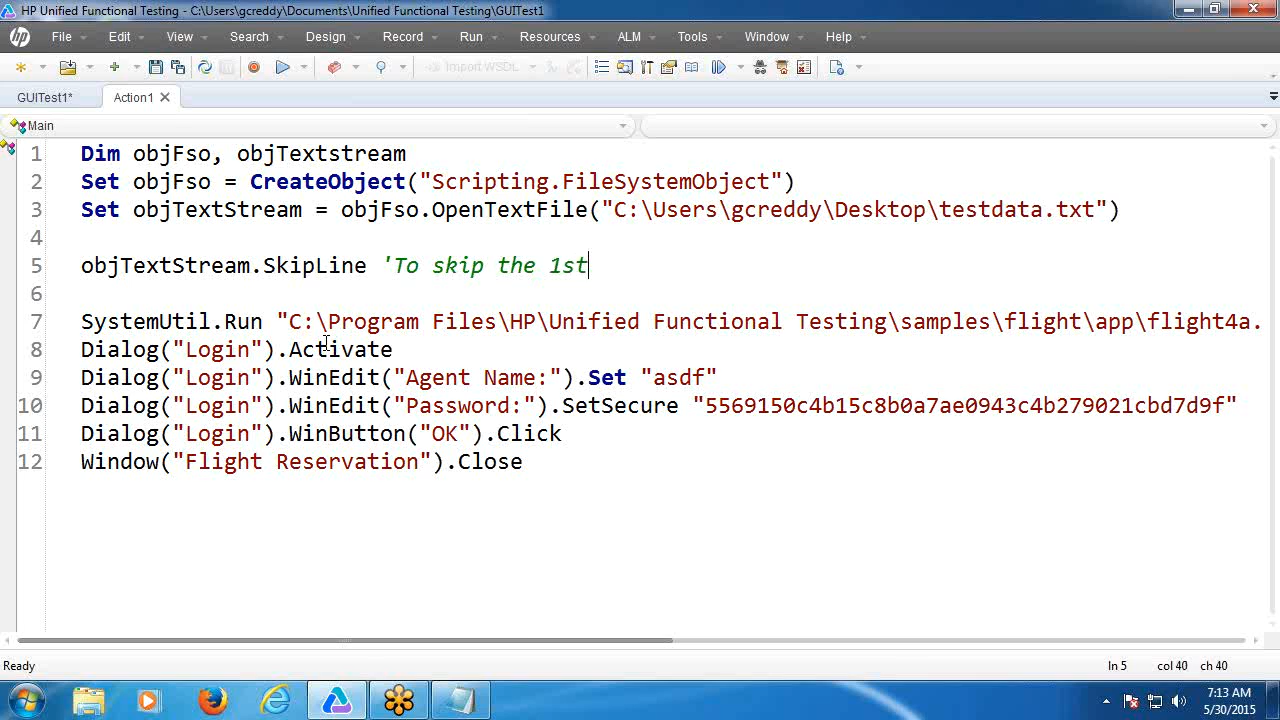 HP Unified Functional Testing - C:\Users\gcreddy\Documents\Unified Functional Testing\GUITest1
hp File Edit View Search Design Record Run Resources ALM Tools Window Help
Import WSDL
GUITest1* Action1
Main
1 Dim objFso, objTextstream
2 Set objFso = CreateObject("Scripting.FileSystemObject")
3 Set objTextStream = objFso.OpenTextFile("C:\Users\gcreddy\Desktop\testdata.txt")
4
5 objTextStream.SkipLine 'To skip the 1st
6
7 SystemUtil.Run "C:\Program Files\HP\Unified Functional Testing\samples\flight\app\flight4a.
8 Dialog("Login").Activate
9 Dialog("Login").WinEdit("Agent Name:").Set "asdf"
10 Dialog("Login").WinEdit("Password:").SetSecure "5569150c4b15c8b0a7ae0943c4b279021cbd7d9f"
11 Dialog("Login").WinButton("OK").Click
12 Window("Flight Reservation").Close
Ready ln 5 col 40 ch 40
7:13 AM
5/30/2015